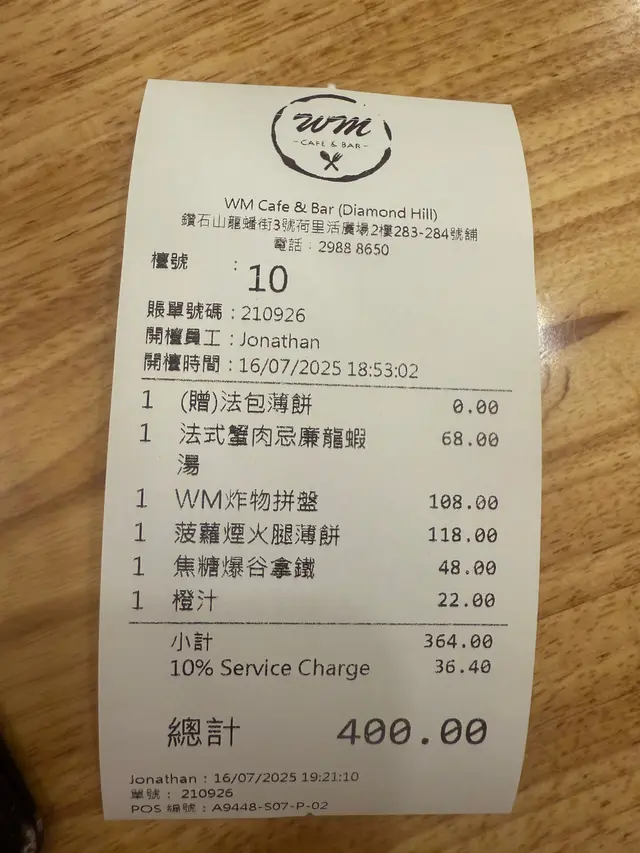 WM
-CAFE & BAR-
WM Cafe & Bar (Diamond Hill)
鑽石山龍蟠街3號荷里活廣場2樓283-284號舖
電話：2988 8650
檯號 : 10
賬單號碼 : 210926
開檯員工 : Jonathan
開檯時間 : 16/07/2025 18:53:02
1 (贈)法包薄餅 0.00
1 法式蟹肉忌廉龍蝦 68.00
湯
1 WM炸物拼盤 108.00
1 菠蘿煙火腿薄餅 118.00
1 焦糖爆谷拿鐵 48.00
1 橙汁 22.00
小計 364.00
10% Service Charge 36.40
總計 400.00
Jonathan : 16/07/2025 19:21:10
單號 : 210926
POS 編號 : A9448-S07-P-02